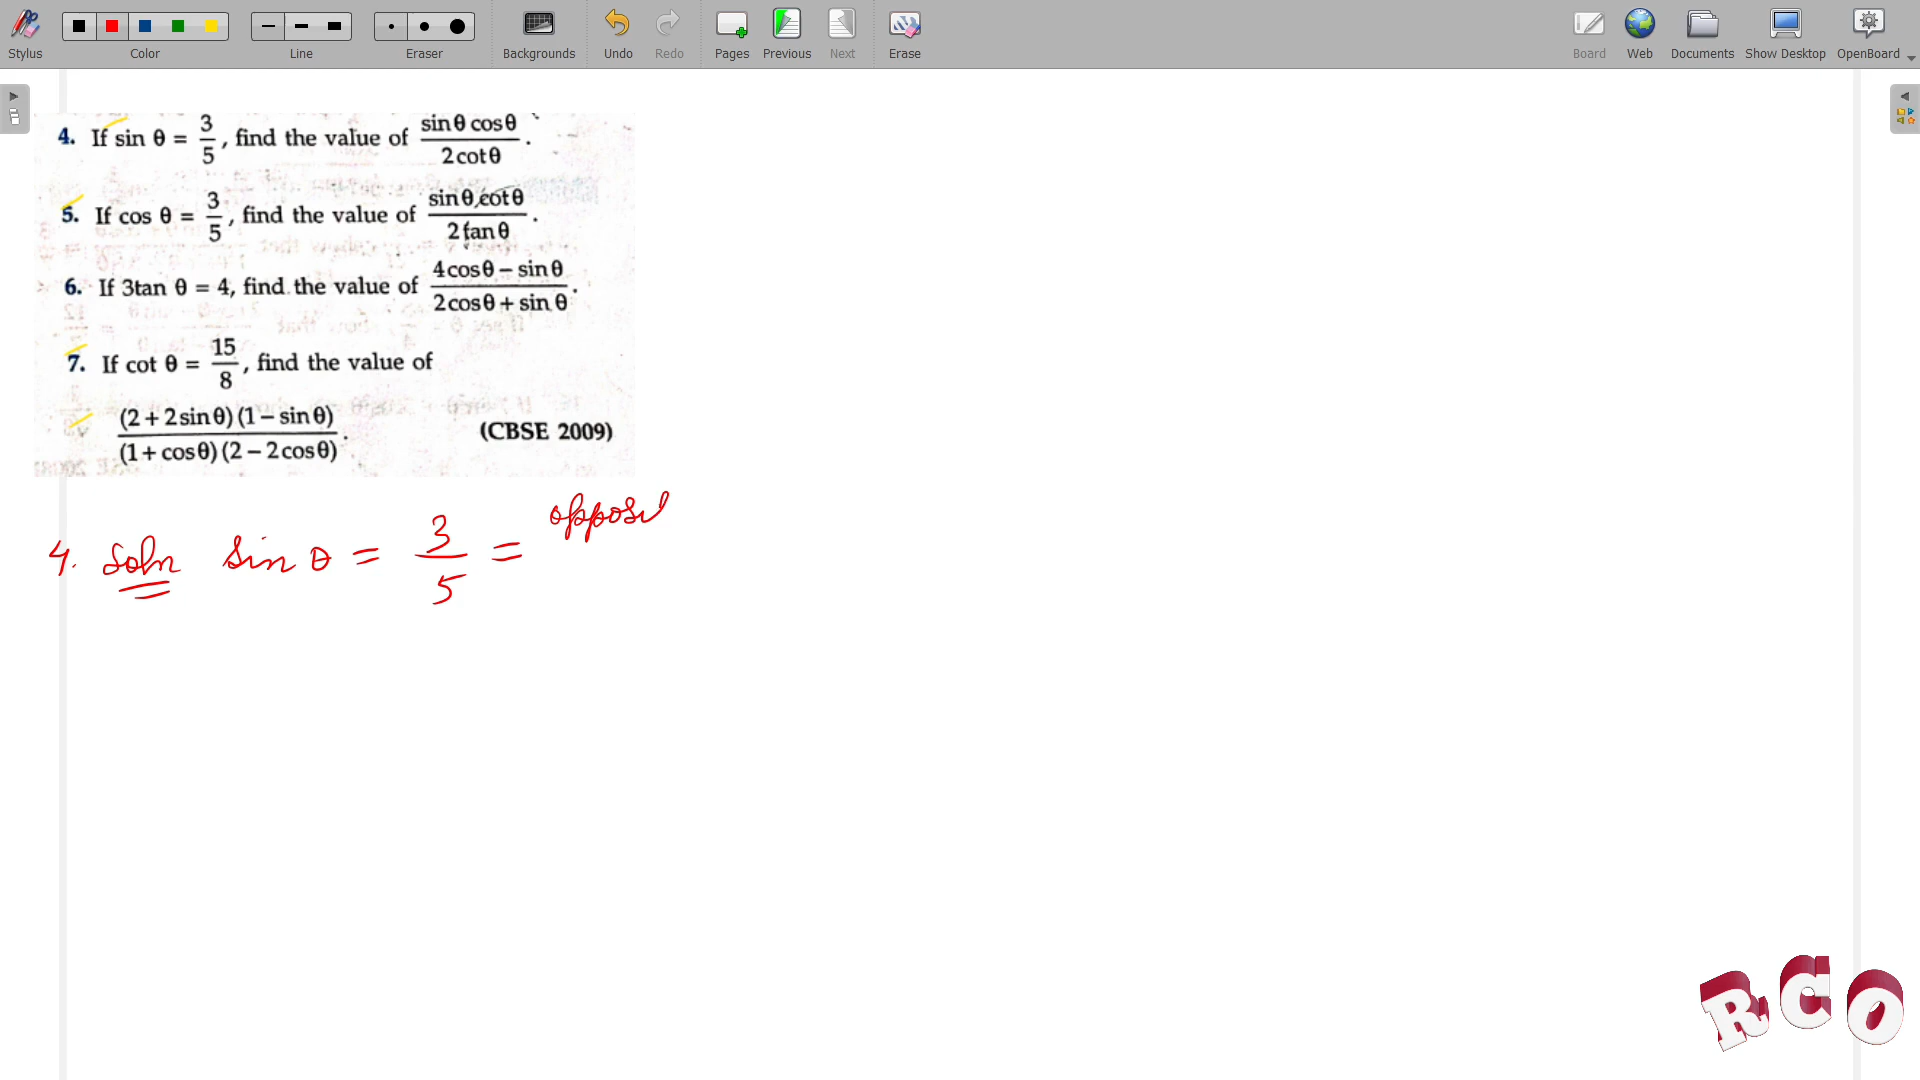 Stylus Color Line Eraser Backgrounds Undo Redo Pages Previous Next Erase Board Web Documents Show Desktop OpenBoard
4. If sin θ = 3/5, find the value of sinθ cosθ / 2cotθ.
5. If cos θ = 3/5, find the value of sinθ.cotθ / 2tanθ.
6. If 3tan θ = 4, find the value of 4cosθ − sinθ / 2cosθ + sinθ.
7. If cot θ = 15/8, find the value of
(2 + 2sinθ)(1 − sinθ) / (1 + cosθ)(2 − 2cosθ). (CBSE 2009)
4. Soln sin θ = 3/5 = opposi
RCO